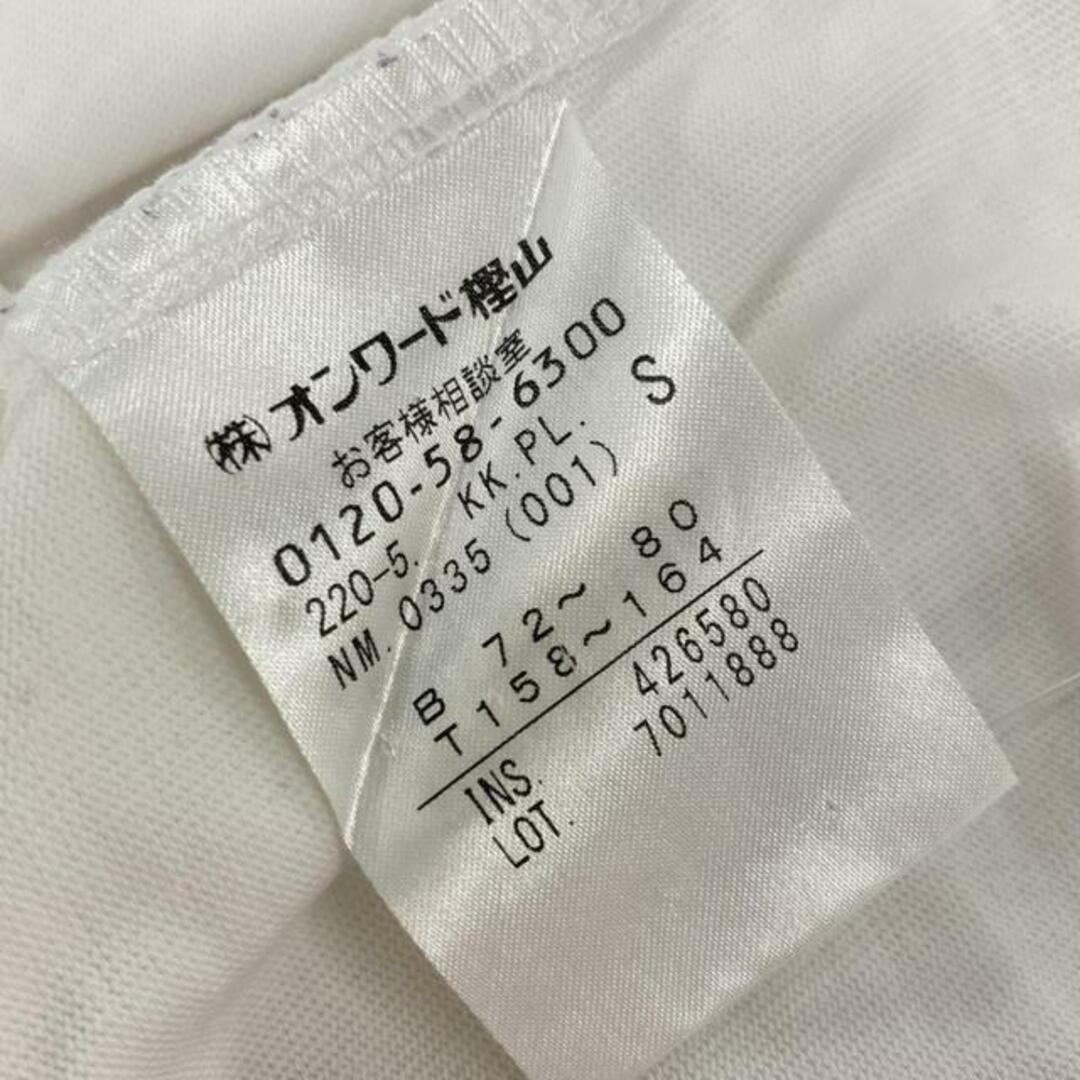 ㈱オンワード樫山
お客様相談室
0120-58-6300
220-5. KK.PL. S
NM. 0335 (001)
B 72～ 80
T 158～164
INS. 426580
LOT. 7011888